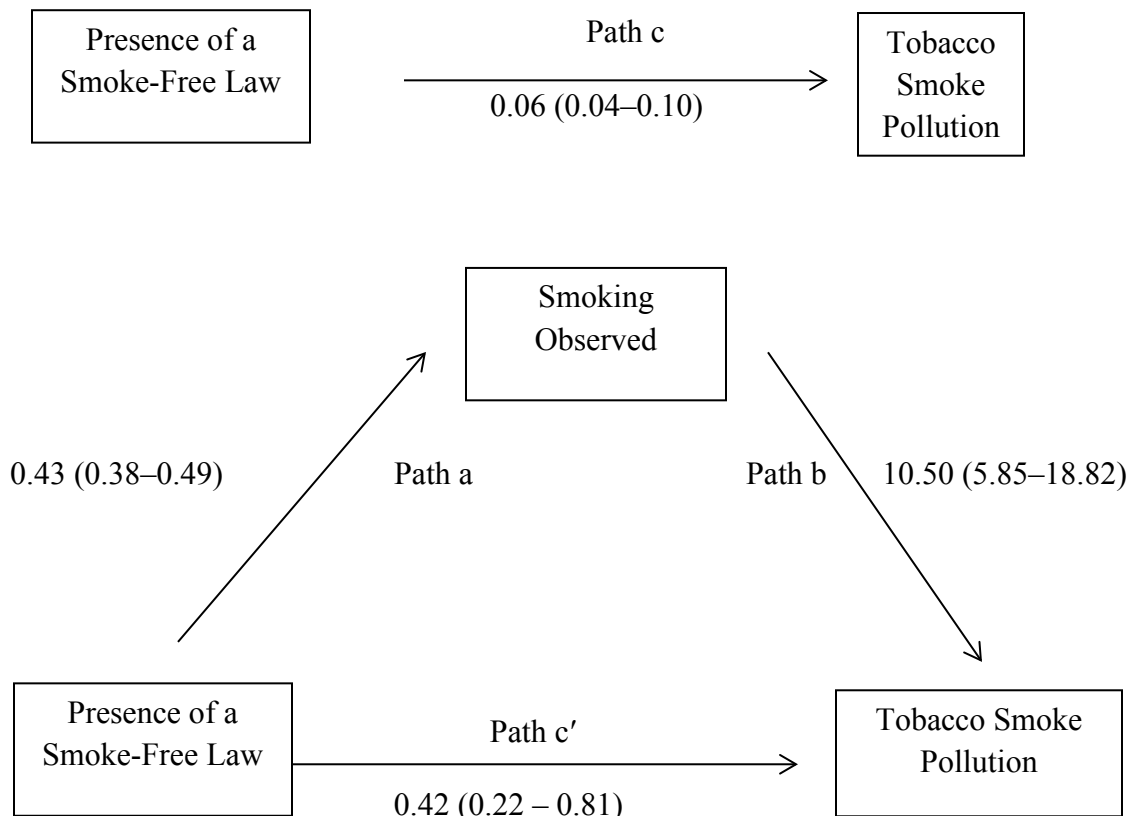 Presence of a
Smoke-Free Law
Path c
0.06 (0.04–0.10)
Tobacco
Smoke
Pollution
Smoking
Observed
0.43 (0.38–0.49)
Path a
Path b
10.50 (5.85–18.82)
Presence of a
Smoke-Free Law
Path c′
0.42 (0.22 – 0.81)
Tobacco Smoke
Pollution